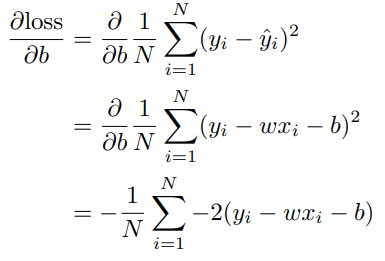 ∂loss/∂b = ∂/∂b 1/N ∑_{i=1}^{N} (y_i − ŷ_i)²
= ∂/∂b 1/N ∑_{i=1}^{N} (y_i − wx_i − b)²
= −1/N ∑_{i=1}^{N} −2(y_i − wx_i − b)